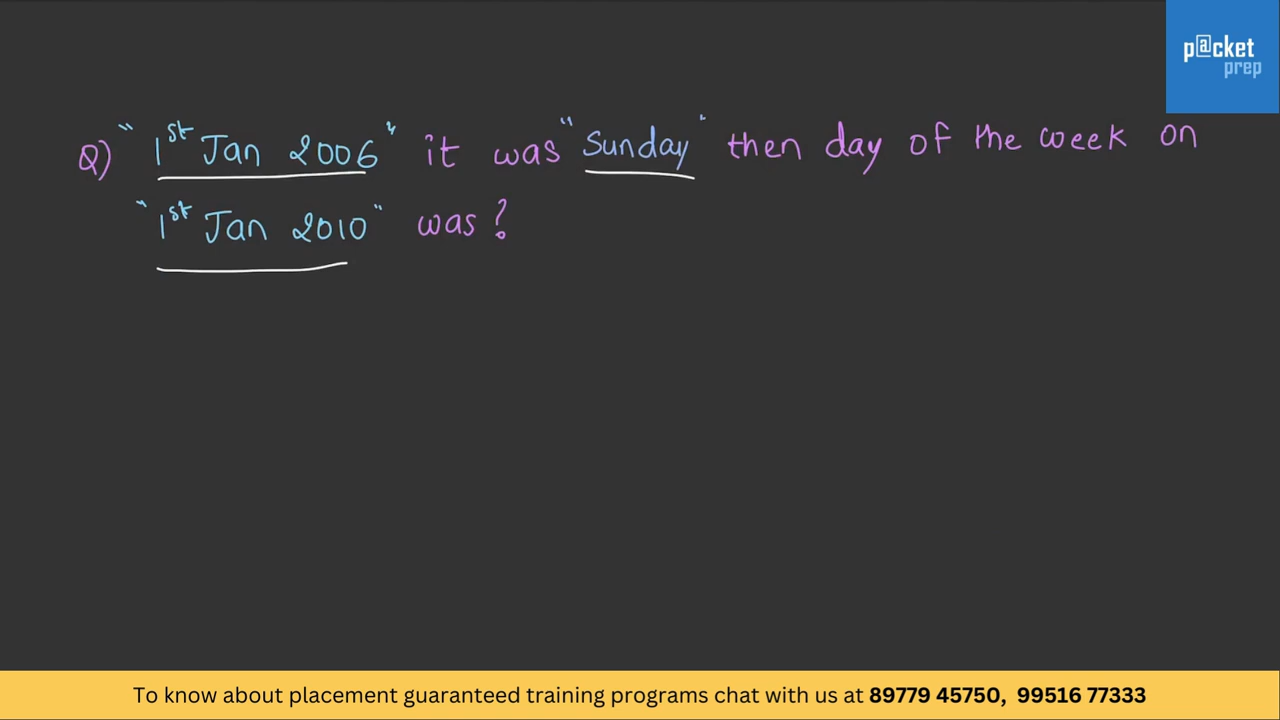 p@cket
prep
Q) "1st Jan 2006" it was "Sunday" then day of the week on
"1st Jan 2010" was?
To know about placement guaranteed training programs chat with us at 89779 45750, 99516 77333